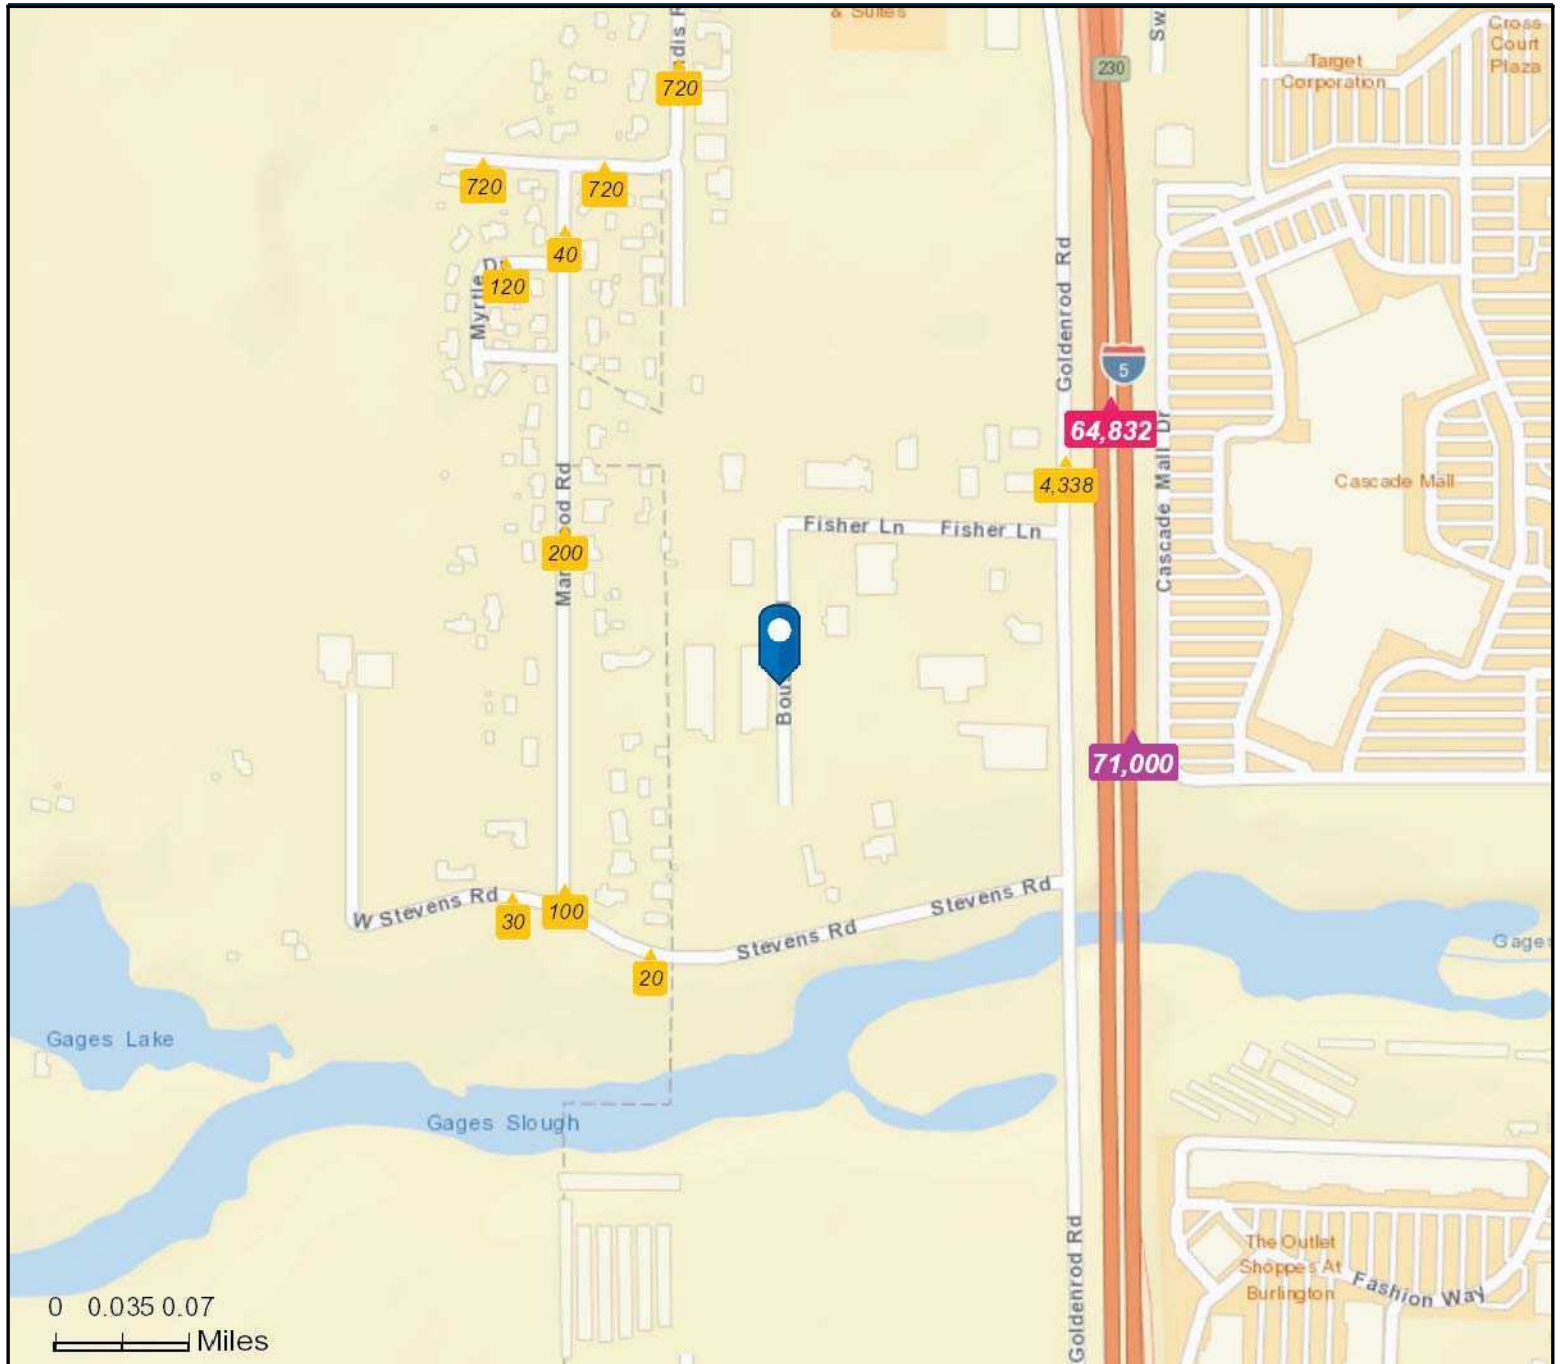 & Suites
Cross
Court
Plaza
230
Target
Corporation
720
720
720
40
Myrtle Dr
120
Goldenrod Rd
5
64,832
Cascade Mall Dr
Cascade Mall
4,338
Fisher Ln
Fisher Ln
Rd
200
71,000
W Stevens Rd
30
100
20
Stevens Rd
Stevens Rd
Gages Lake
Gages Slough
Goldenrod Rd
The Outlet
Shoppes At
Burlington
Fashion Way
0 0.035 0.07
Miles